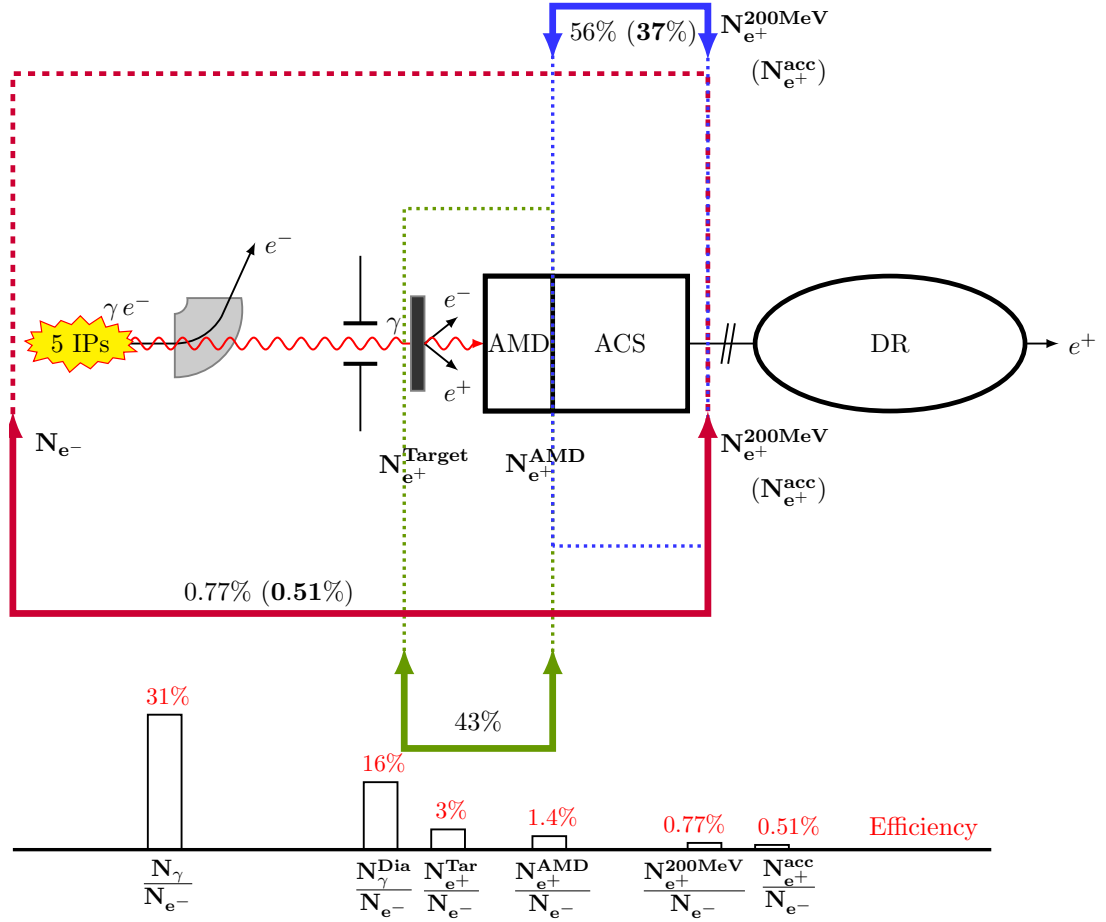 56% (37%)
N_{e^+}^{200MeV}
(N_{e^+}^{acc})
e^-
γ e^-
5 IPs
γ
e^-
e^+
AMD
ACS
DR
e^+
N_{e^-}
N_{e^+}^{Target}
N_{e^+}^{AMD}
N_{e^+}^{200MeV}
(N_{e^+}^{acc})
0.77% (0.51%)
43%
31%
16%
3%
1.4%
0.77%
0.51%
Efficiency
N_γ / N_{e^-}
N_γ^{Dia} / N_{e^-}
N_{e^+}^{Tar} / N_{e^-}
N_{e^+}^{AMD} / N_{e^-}
N_{e^+}^{200MeV} / N_{e^-}
N_{e^+}^{acc} / N_{e^-}